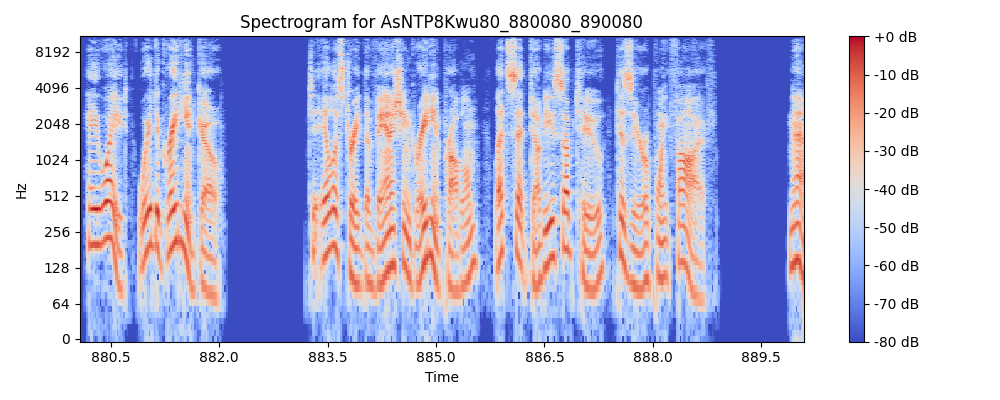 Spectrogram for AsNTP8Kwu80_880080_890080
8192
4096
2048
1024
512
256
128
64
0
Hz
880.5
882.0
883.5
885.0
886.5
888.0
889.5
Time
+0 dB
-10 dB
-20 dB
-30 dB
-40 dB
-50 dB
-60 dB
-70 dB
-80 dB